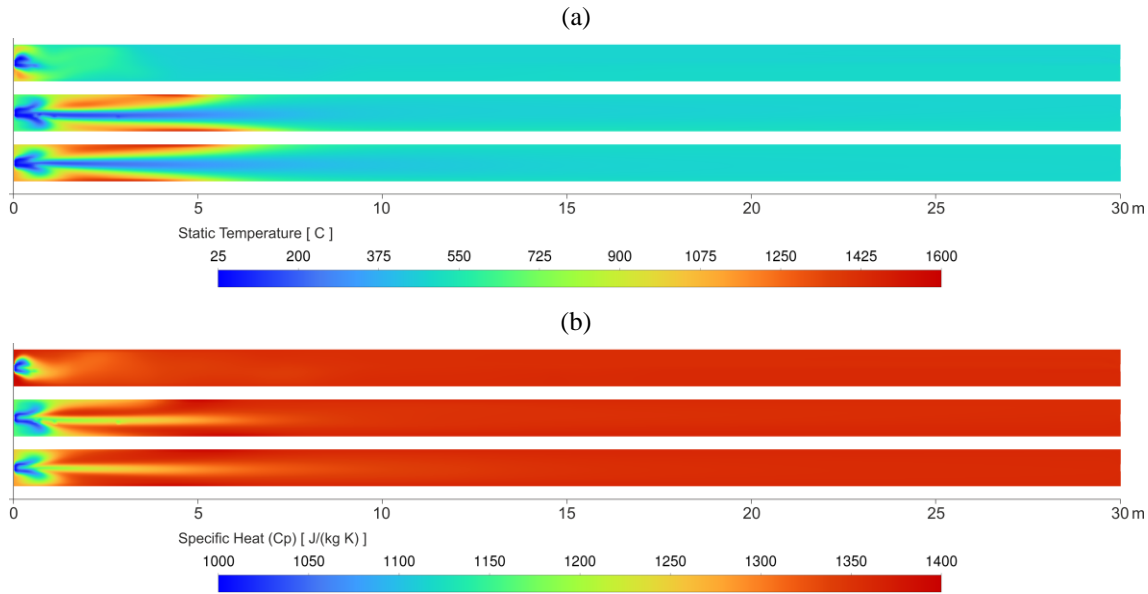 (a)
0 5 10 15 20 25 30 m
Static Temperature [ C ]
25 200 375 550 725 900 1075 1250 1425 1600
(b)
0 5 10 15 20 25 30 m
Specific Heat (Cp) [ J/(kg K) ]
1000 1050 1100 1150 1200 1250 1300 1350 1400